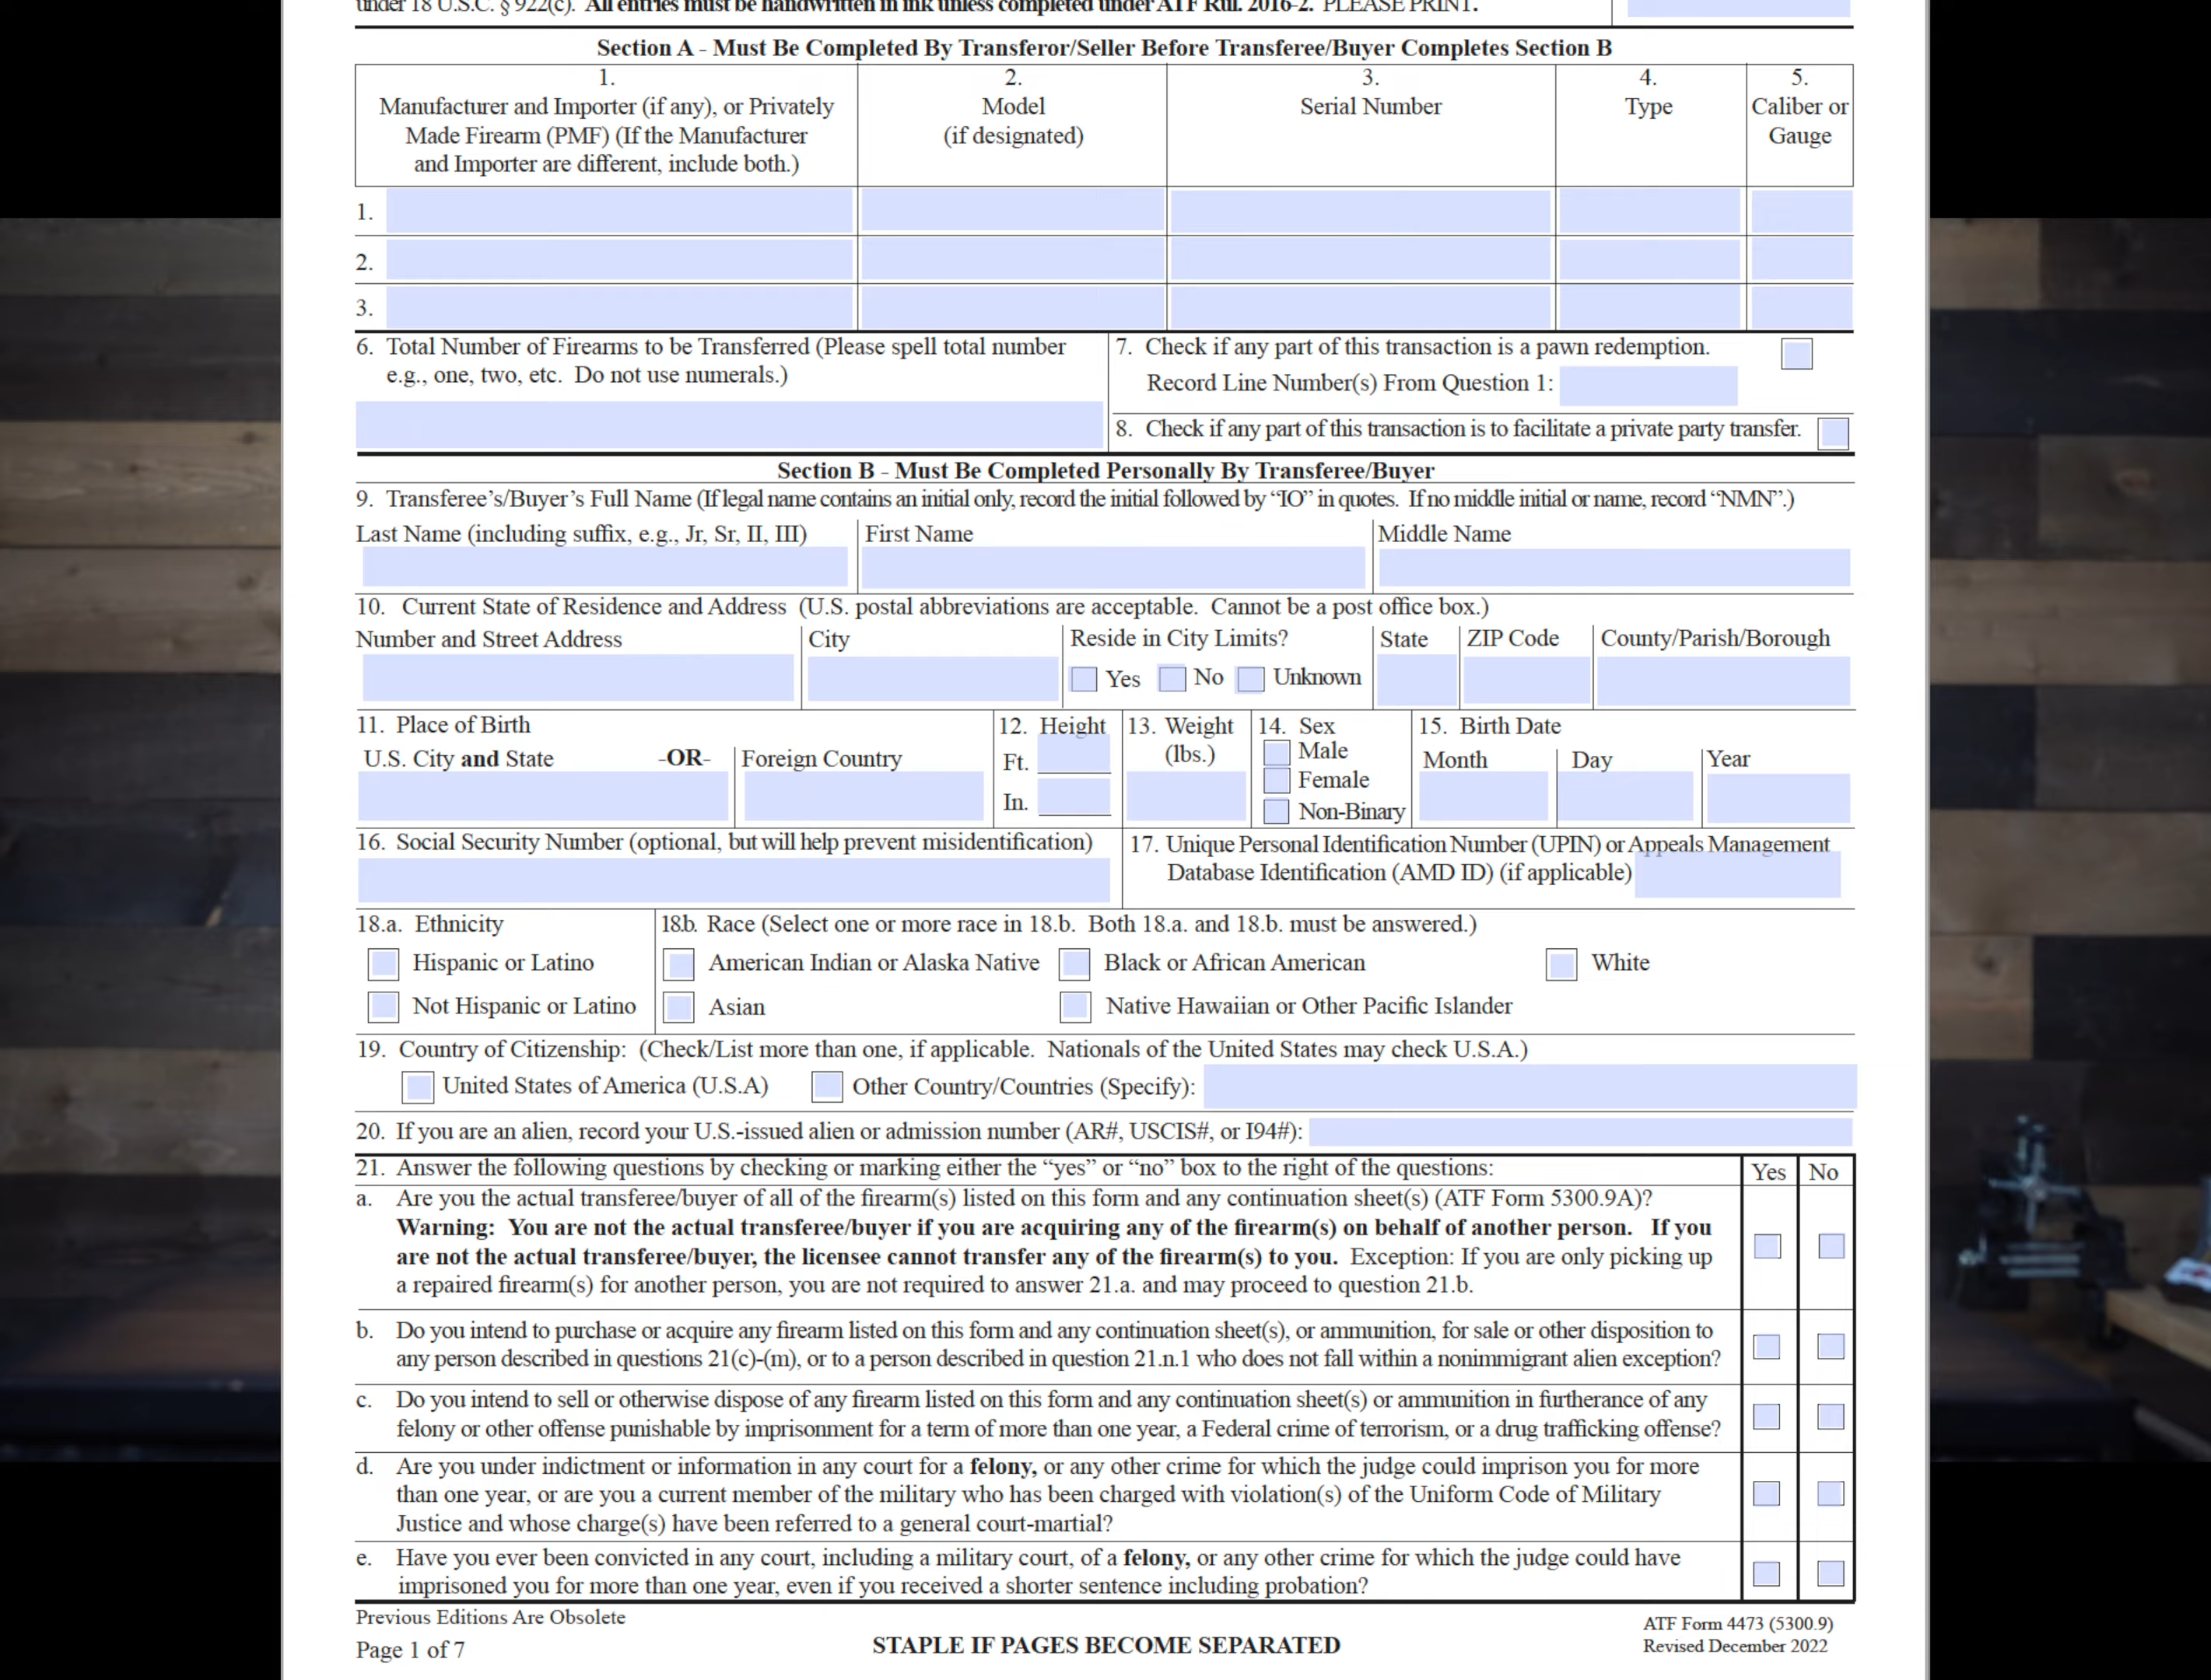 under 18 U.S.C. § 922(c). All entries must be handwritten in ink unless completed under ATF Rul. 2016-2. PLEASE PRINT.
Section A - Must Be Completed By Transferor/Seller Before Transferee/Buyer Completes Section B
1. 2. 3. 4. 5.
Manufacturer and Importer (if any), or Privately Model Serial Number Type Caliber or
Made Firearm (PMF) (If the Manufacturer (if designated) Gauge
and Importer are different, include both.)
1.
2.
3.
6. Total Number of Firearms to be Transferred (Please spell total number
e.g., one, two, etc. Do not use numerals.)
7. Check if any part of this transaction is a pawn redemption.
Record Line Number(s) From Question 1:
8. Check if any part of this transaction is to facilitate a private party transfer.
Section B - Must Be Completed Personally By Transferee/Buyer
9. Transferee's/Buyer's Full Name (If legal name contains an initial only, record the initial followed by “IO” in quotes. If no middle initial or name, record “NMN”.)
Last Name (including suffix, e.g., Jr, Sr, II, III) First Name Middle Name
10. Current State of Residence and Address (U.S. postal abbreviations are acceptable. Cannot be a post office box.)
Number and Street Address City Reside in City Limits? State ZIP Code County/Parish/Borough
Yes No Unknown
11. Place of Birth
U.S. City and State -OR- Foreign Country
12. Height
Ft.
In.
13. Weight
(lbs.)
14. Sex
Male
Female
Non-Binary
15. Birth Date
Month Day Year
16. Social Security Number (optional, but will help prevent misidentification)
17. Unique Personal Identification Number (UPIN) or Appeals Management
Database Identification (AMD ID) (if applicable)
18.a. Ethnicity
Hispanic or Latino
Not Hispanic or Latino
18.b. Race (Select one or more race in 18.b. Both 18.a. and 18.b. must be answered.)
American Indian or Alaska Native Black or African American White
Asian Native Hawaiian or Other Pacific Islander
19. Country of Citizenship: (Check/List more than one, if applicable. Nationals of the United States may check U.S.A.)
United States of America (U.S.A) Other Country/Countries (Specify):
20. If you are an alien, record your U.S.-issued alien or admission number (AR#, USCIS#, or I94#):
21. Answer the following questions by checking or marking either the “yes” or “no” box to the right of the questions: Yes No
a. Are you the actual transferee/buyer of all of the firearm(s) listed on this form and any continuation sheet(s) (ATF Form 5300.9A)?
Warning: You are not the actual transferee/buyer if you are acquiring any of the firearm(s) on behalf of another person. If you
are not the actual transferee/buyer, the licensee cannot transfer any of the firearm(s) to you. Exception: If you are only picking up
a repaired firearm(s) for another person, you are not required to answer 21.a. and may proceed to question 21.b.
b. Do you intend to purchase or acquire any firearm listed on this form and any continuation sheet(s), or ammunition, for sale or other disposition to
any person described in questions 21(c)-(m), or to a person described in question 21.n.1 who does not fall within a nonimmigrant alien exception?
c. Do you intend to sell or otherwise dispose of any firearm listed on this form and any continuation sheet(s) or ammunition in furtherance of any
felony or other offense punishable by imprisonment for a term of more than one year, a Federal crime of terrorism, or a drug trafficking offense?
d. Are you under indictment or information in any court for a felony, or any other crime for which the judge could imprison you for more
than one year, or are you a current member of the military who has been charged with violation(s) of the Uniform Code of Military
Justice and whose charge(s) have been referred to a general court-martial?
e. Have you ever been convicted in any court, including a military court, of a felony, or any other crime for which the judge could have
imprisoned you for more than one year, even if you received a shorter sentence including probation?
Previous Editions Are Obsolete
Page 1 of 7
STAPLE IF PAGES BECOME SEPARATED
ATF Form 4473 (5300.9)
Revised December 2022